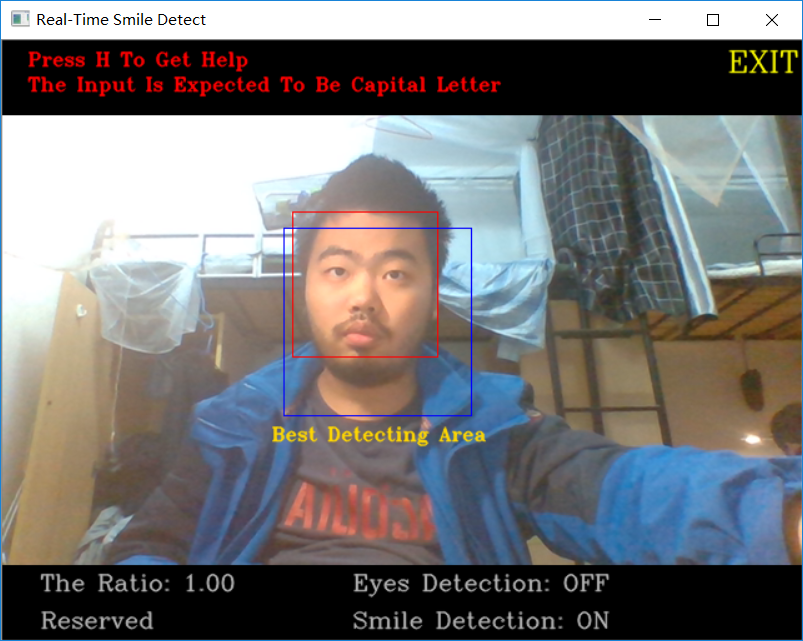 Real-Time Smile Detect
Press H To Get Help
EXIT
The Input Is Expected To Be Capital Letter
Best Detecting Area
The Ratio: 1.00
Eyes Detection: OFF
Reserved
Smile Detection: ON